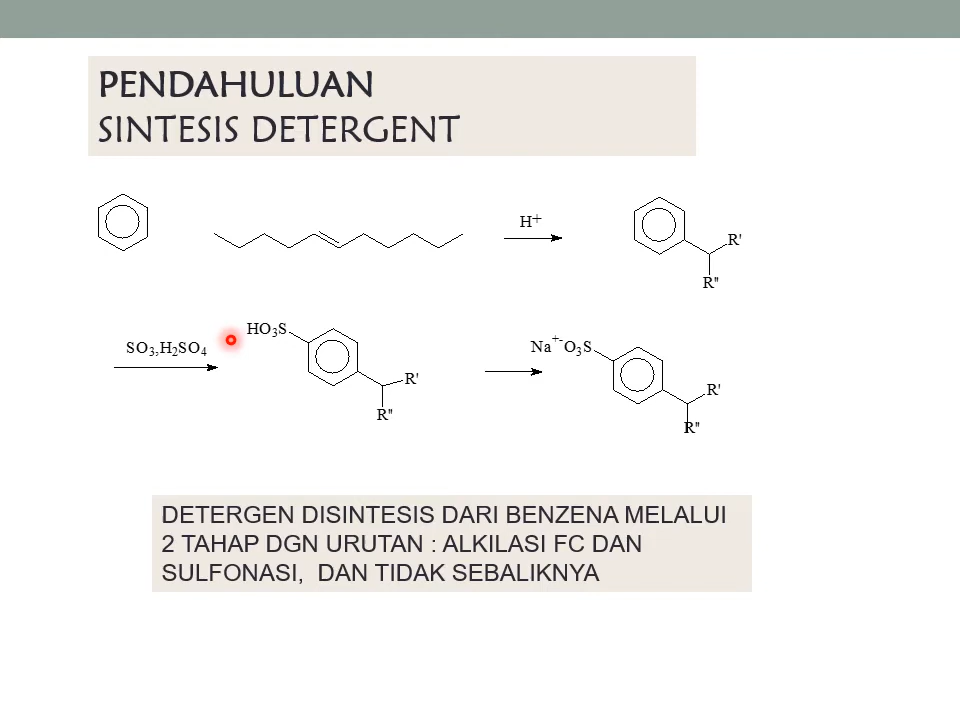 PENDAHULUAN
SINTESIS DETERGENT
H+
R'
R"
SO3,H2SO4
HO3S
R'
R"
Na+-O3S
R'
R"
DETERGEN DISINTESIS DARI BENZENA MELALUI
2 TAHAP DGN URUTAN : ALKILASI FC DAN
SULFONASI, DAN TIDAK SEBALIKNYA